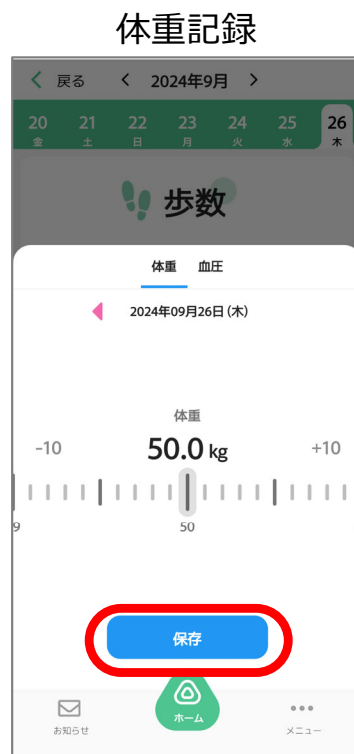 体重記録
戻る < 2024年9月 >
20 21 22 23 24 25 26
金 土 日 月 火 水 木
歩数
体重 血圧
2024年09月26日(木)
体重
-10 50.0 kg +10
9 50
保存
お知らせ ホーム メニュー